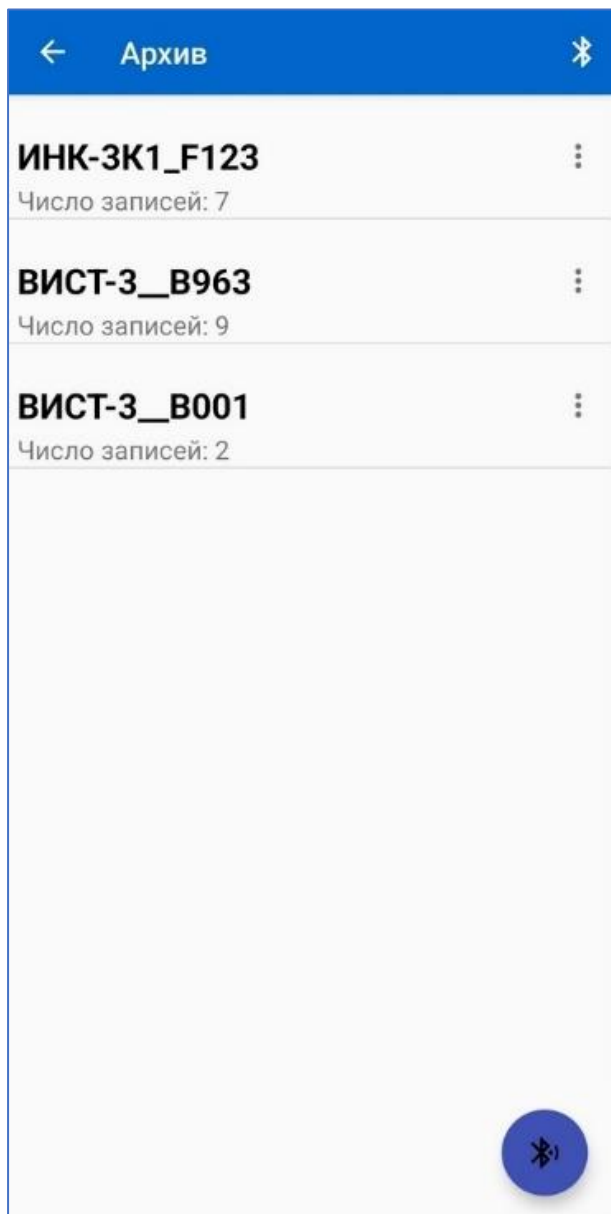 Архив
ИНК-3К1_F123
Число записей: 7
ВИСТ-3__B963
Число записей: 9
ВИСТ-3__B001
Число записей: 2